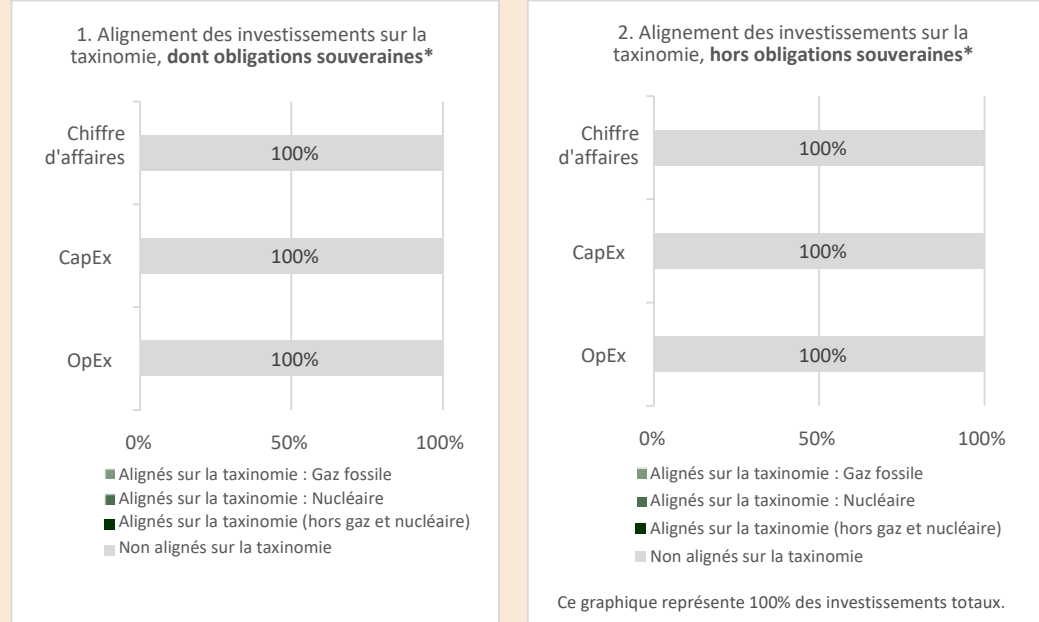 1. Alignement des investissements sur la
taxinomie, dont obligations souveraines*
Chiffre
d'affaires
100%
CapEx
100%
OpEx
100%
0%
50%
100%
Alignés sur la taxinomie : Gaz fossile
Alignés sur la taxinomie : Nucléaire
Alignés sur la taxinomie (hors gaz et nucléaire)
Non alignés sur la taxinomie
2. Alignement des investissements sur la
taxinomie, hors obligations souveraines*
Chiffre
d'affaires
100%
CapEx
100%
OpEx
100%
0%
50%
100%
Alignés sur la taxinomie : Gaz fossile
Alignés sur la taxinomie : Nucléaire
Alignés sur la taxinomie (hors gaz et nucléaire)
Non alignés sur la taxinomie
Ce graphique représente 100% des investissements totaux.